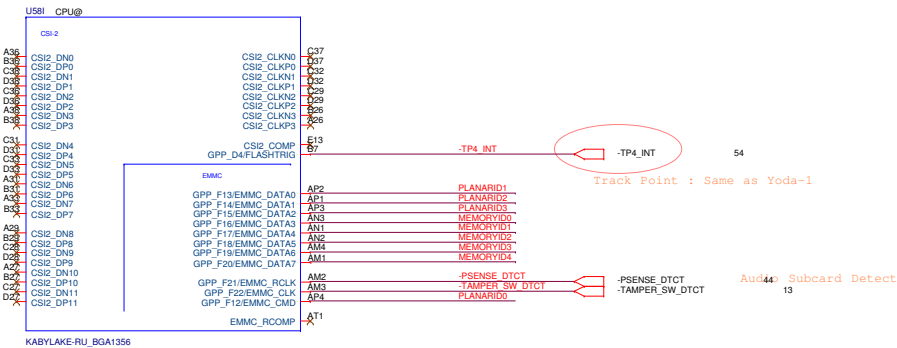 U58I CPU@
CSI-2
A36 CSI2_DN0 CSI2_CLKN0 C37
B36 CSI2_DP0 CSI2_CLKP0 D37
C38 CSI2_DN1 CSI2_CLKN1 C32
D38 CSI2_DP1 CSI2_CLKP1 D32
C36 CSI2_DN2 CSI2_CLKN2 C29
D36 CSI2_DP2 CSI2_CLKP2 D29
A38 CSI2_DN3 CSI2_CLKN3 B26
B38 CSI2_DP3 CSI2_CLKP3 A26
C31 CSI2_DN4 CSI2_COMP E13
D31 CSI2_DP4 GPP_D4/FLASHTRIG B7 -TP4_INT -TP4_INT 54
C33 CSI2_DN5
D33 CSI2_DP5 EMMC Track Point : Same as Yoda-1
A31 CSI2_DN6
B31 CSI2_DP6 GPP_F13/EMMC_DATA0 AP2 PLANARID1
A33 CSI2_DN7 GPP_F14/EMMC_DATA1 AP1 PLANARID2
B33 CSI2_DP7 GPP_F15/EMMC_DATA2 AP3 PLANARID3
GPP_F16/EMMC_DATA3 AN3 MEMORYID0
A29 CSI2_DN8 GPP_F17/EMMC_DATA4 AN1 MEMORYID1
B29 CSI2_DP8 GPP_F18/EMMC_DATA5 AN2 MEMORYID2
C28 CSI2_DN9 GPP_F19/EMMC_DATA6 AM4 MEMORYID3
D28 CSI2_DP9 GPP_F20/EMMC_DATA7 AM1 MEMORYID4
A27 CSI2_DN10
B27 CSI2_DP10 GPP_F21/EMMC_RCLK AM2 -PSENSE_DTCT -PSENSE_DTCT 44 Audio Subcard Detect
C27 CSI2_DN11 GPP_F22/EMMC_CLK AM3 -TAMPER_SW_DTCT -TAMPER_SW_DTCT 13
D27 CSI2_DP11 GPP_F12/EMMC_CMD AP4 PLANARID0
EMMC_RCOMP AT1
KABYLAKE-RU_BGA1356